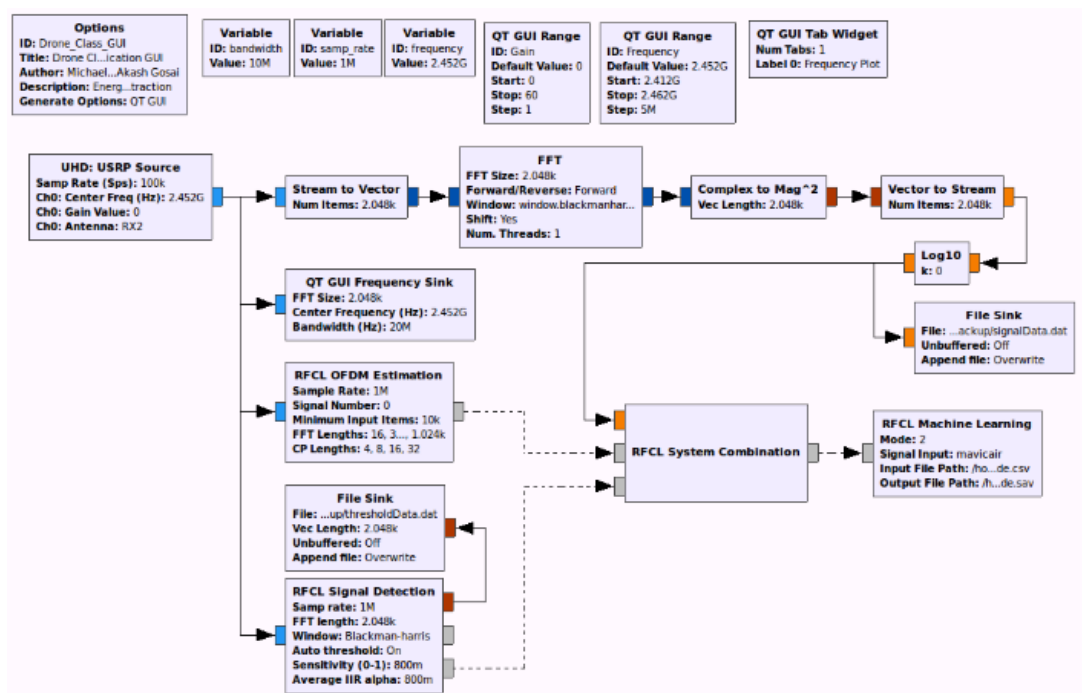 Options
ID: Drone_Class_GUI
Title: Drone Cl...ication GUI
Author: Michael...Akash Gosai
Description: Energ...traction
Generate Options: QT GUI
Variable
ID: bandwidth
Value: 10M
Variable
ID: samp_rate
Value: 1M
Variable
ID: frequency
Value: 2.452G
QT GUI Range
ID: Gain
Default Value: 0
Start: 0
Stop: 60
Step: 1
QT GUI Range
ID: Frequency
Default Value: 2.452G
Start: 2.412G
Stop: 2.462G
Step: 5M
QT GUI Tab Widget
Num Tabs: 1
Label 0: Frequency Plot
UHD: USRP Source
Samp Rate (Sps): 100k
Ch0: Center Freq (Hz): 2.452G
Ch0: Gain Value: 0
Ch0: Antenna: RX2
Stream to Vector
Num Items: 2.048k
FFT
FFT Size: 2.048k
Forward/Reverse: Forward
Window: window.blackmanhar...
Shift: Yes
Num. Threads: 1
Complex to Mag^2
Vec Length: 2.048k
Vector to Stream
Num Items: 2.048k
Log10
k: 0
QT GUI Frequency Sink
FFT Size: 2.048k
Center Frequency (Hz): 2.452G
Bandwidth (Hz): 20M
File Sink
File: ...ackup/signalData.dat
Unbuffered: Off
Append file: Overwrite
RFCL OFDM Estimation
Sample Rate: 1M
Signal Number: 0
Minimum Input Items: 10k
FFT Lengths: 16, 3..., 1.024k
CP Lengths: 4, 8, 16, 32
RFCL System Combination
RFCL Machine Learning
Mode: 2
Signal Input: mavicair
Input File Path: /ho...de.csv
Output File Path: /h...de.sav
File Sink
File: ...up/thresholdData.dat
Vec Length: 2.048k
Unbuffered: Off
Append file: Overwrite
RFCL Signal Detection
Samp rate: 1M
FFT length: 2.048k
Window: Blackman-harris
Auto threshold: On
Sensitivity (0-1): 800m
Average IIR alpha: 800m